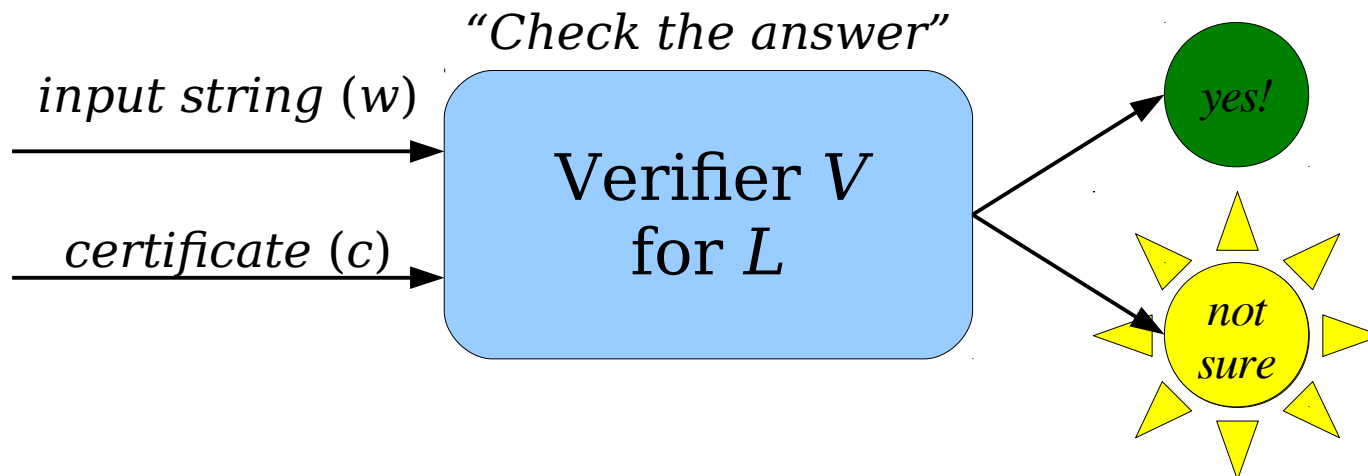 “Check the answer”
input string (w)
certificate (c)
Verifier V
for L
yes!
not
sure